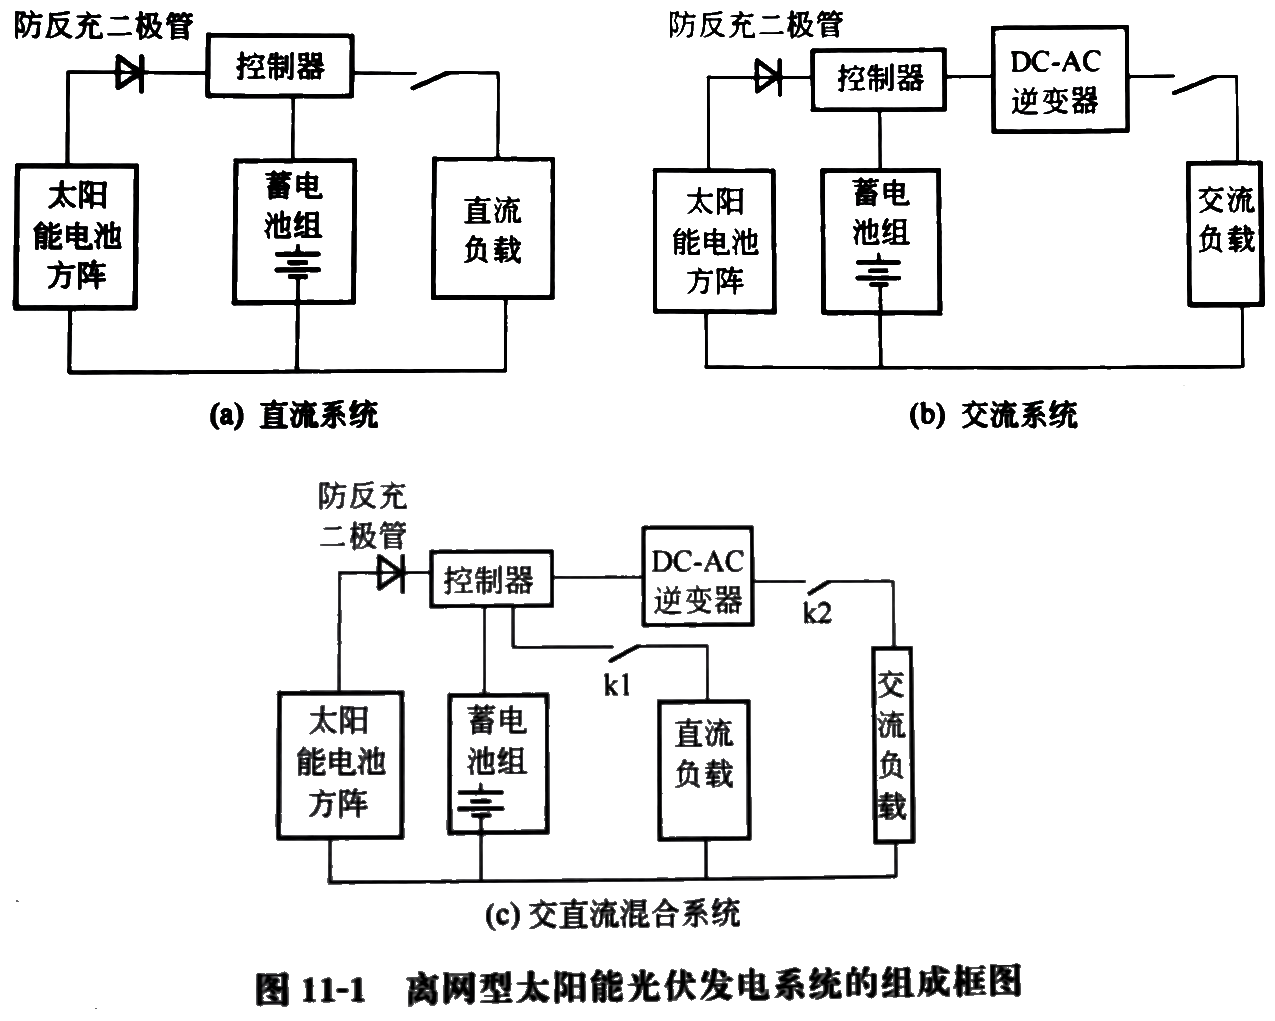 防反充二极管
控制器
太阳
能电池
方阵
蓄电
池组
直流
负载
(a) 直流系统
防反充二极管
控制器
DC-AC
逆变器
太阳
能电池
方阵
蓄电
池组
交流
负载
(b) 交流系统
防反充
二极管
控制器
DC-AC
逆变器
k2
k1
太阳
能电池
方阵
蓄电
池组
直流
负载
交
流
负
载
(c) 交直流混合系统
图 11-1 离网型太阳能光伏发电系统的组成框图